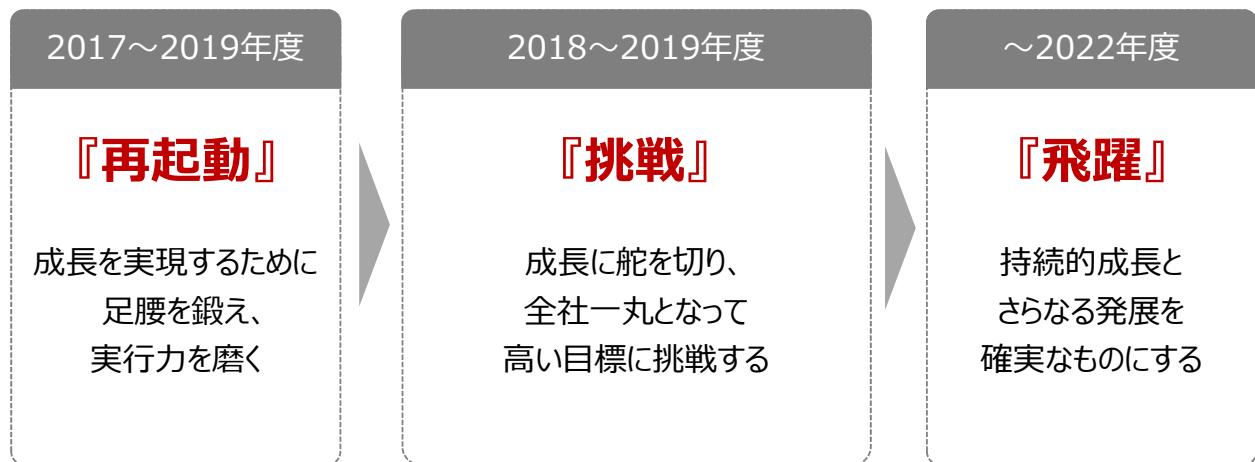 2017～2019年度
『再起動』
成長を実現するために
足腰を鍛え、
実行力を磨く
2018～2019年度
『挑戦』
成長に舵を切り、
全社一丸となって
高い目標に挑戦する
～2022年度
『飛躍』
持続的成長と
さらなる発展を
確実なものにする